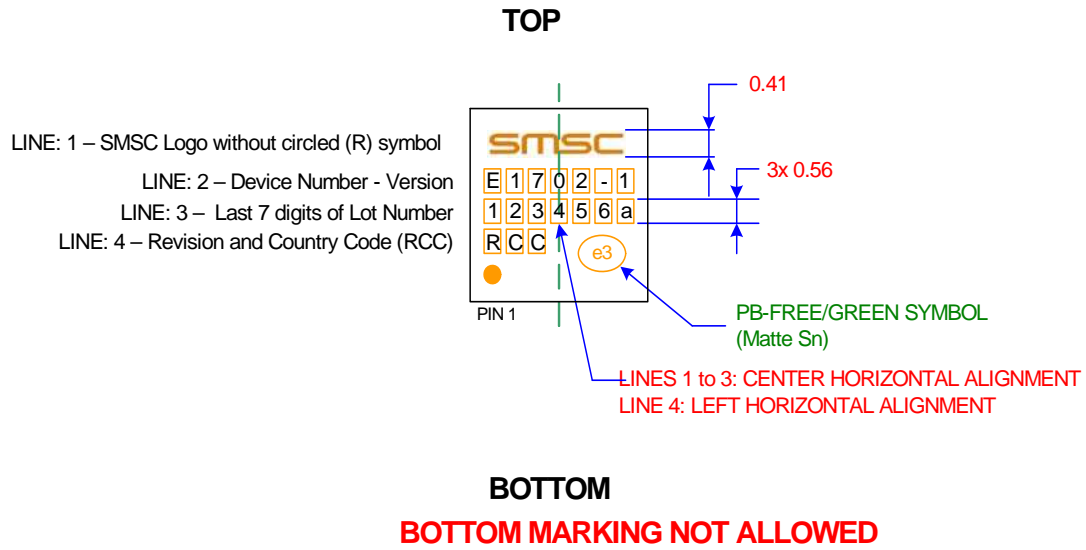 TOP
0.41
LINE: 1 – SMSC Logo without circled (R) symbol
SMSC
3x 0.56
LINE: 2 – Device Number - Version
E1702-1
LINE: 3 – Last 7 digits of Lot Number
123456a
LINE: 4 – Revision and Country Code (RCC)
RCC
e3
PIN 1
PB-FREE/GREEN SYMBOL
(Matte Sn)
LINES 1 to 3: CENTER HORIZONTAL ALIGNMENT
LINE 4: LEFT HORIZONTAL ALIGNMENT
BOTTOM
BOTTOM MARKING NOT ALLOWED